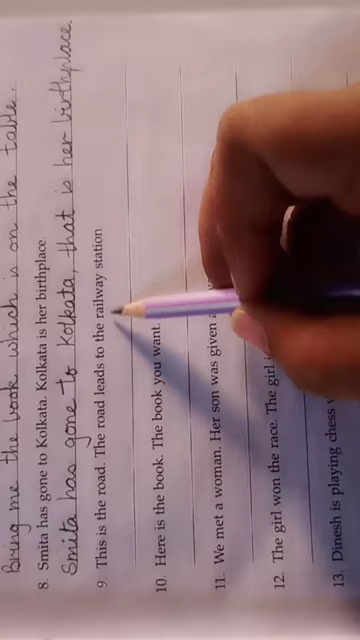 Bring me the book which is on the table.
8. Smita has gone to Kolkata. Kolkata is her birthplace.
Smita has gone to Kolkata, that is her birthplace.
9. This is the road. The road leads to the railway station.
10. Here is the book. The book you want.
11. We met a woman. Her son was given
12. The girl won the race. The girl
13. Dinesh is playing chess